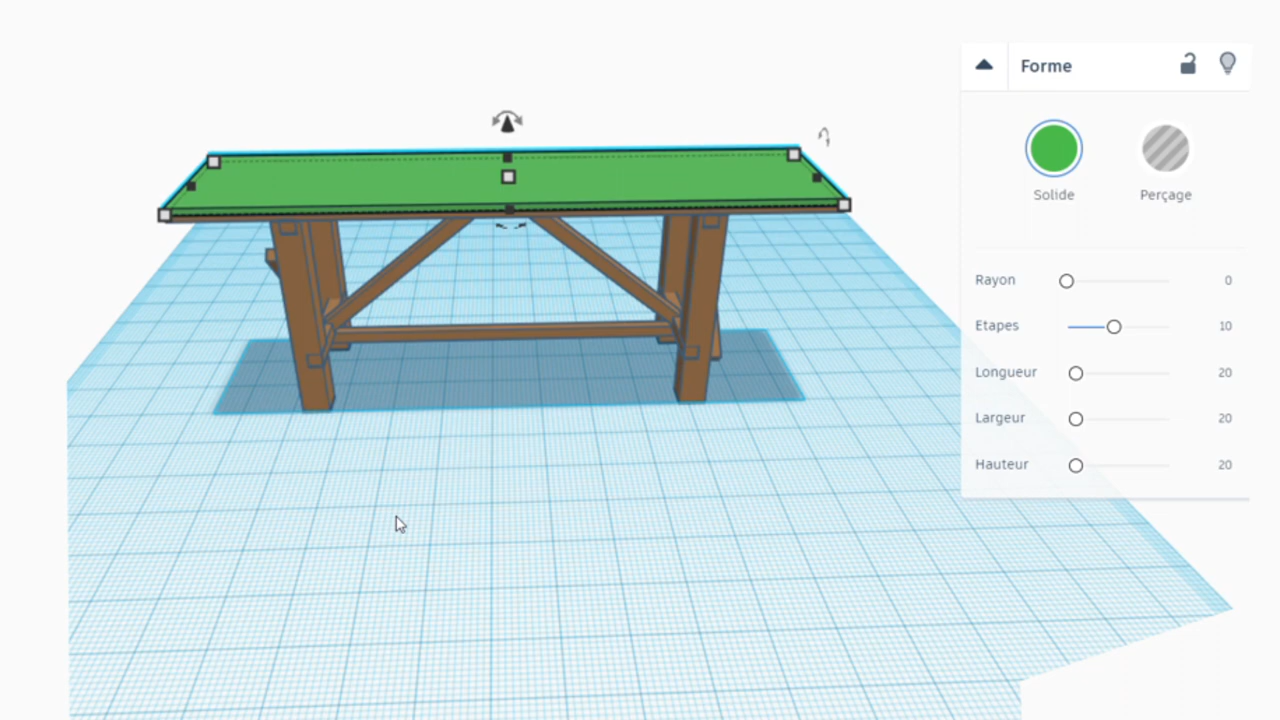 Forme
Solide
Perçage
Rayon 0
Etapes 10
Longueur 20
Largeur 20
Hauteur 20